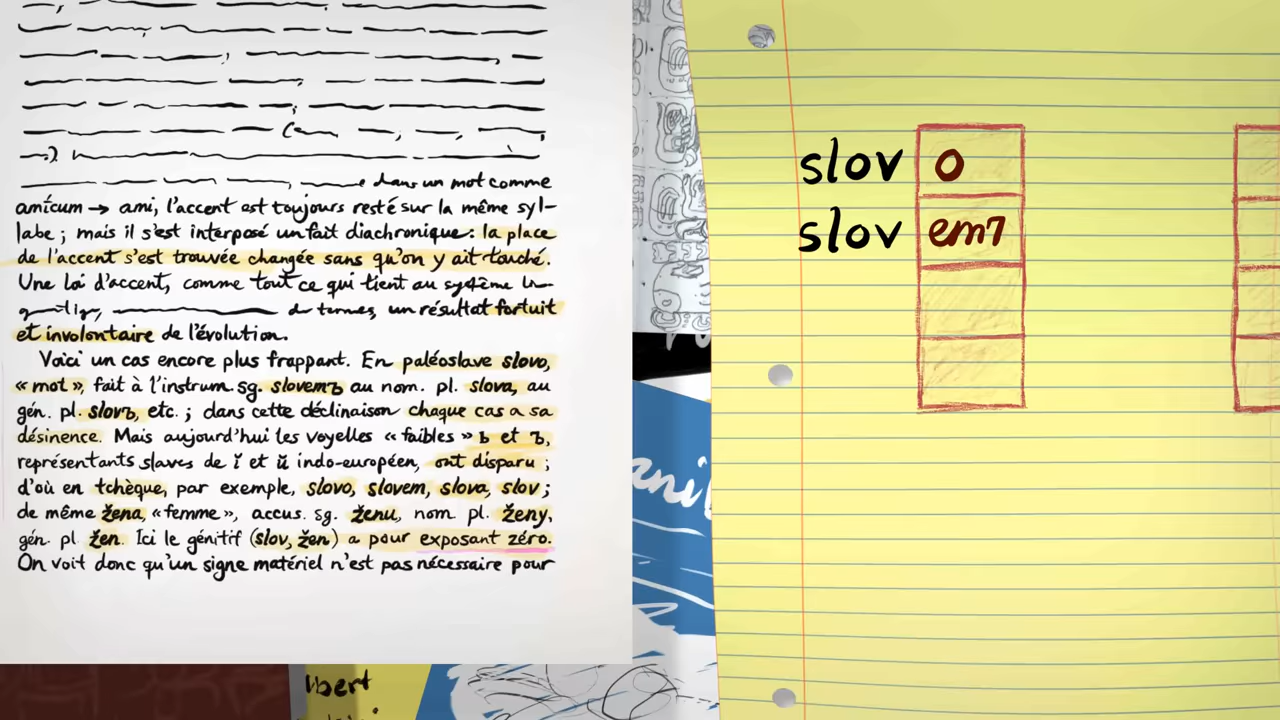 dans un mot comme
amīcum → ami, l'accent est toujours resté sur la même syl-
labe ; mais il s'est interposé un fait diachronique : la place
de l'accent s'est trouvée changée sans qu'on y ait touché.
Une loi d'accent, comme tout ce qui tient au système
de termes, un résultat fortuit
et involontaire de l'évolution.
Voici un cas encore plus frappant. En paléoslave slovo,
« mot », fait à l'instrum. sg. slovemъ au nom. pl. slova, au
gén. pl. slovъ, etc. ; dans cette déclinaison chaque cas a sa
désinence. Mais aujourd'hui les voyelles « faibles » ь et ъ,
représentants slaves de ĭ et ŭ indo-européen, ont disparu ;
d'où en tchèque, par exemple, slovo, slovem, slova, slov ;
de même žena, « femme », accus. sg. ženu, nom. pl. ženy,
gén. pl. žen. Ici le génitif (slov, žen) a pour exposant zéro.
On voit donc qu'un signe matériel n'est pas nécessaire pour
slov o
slov em